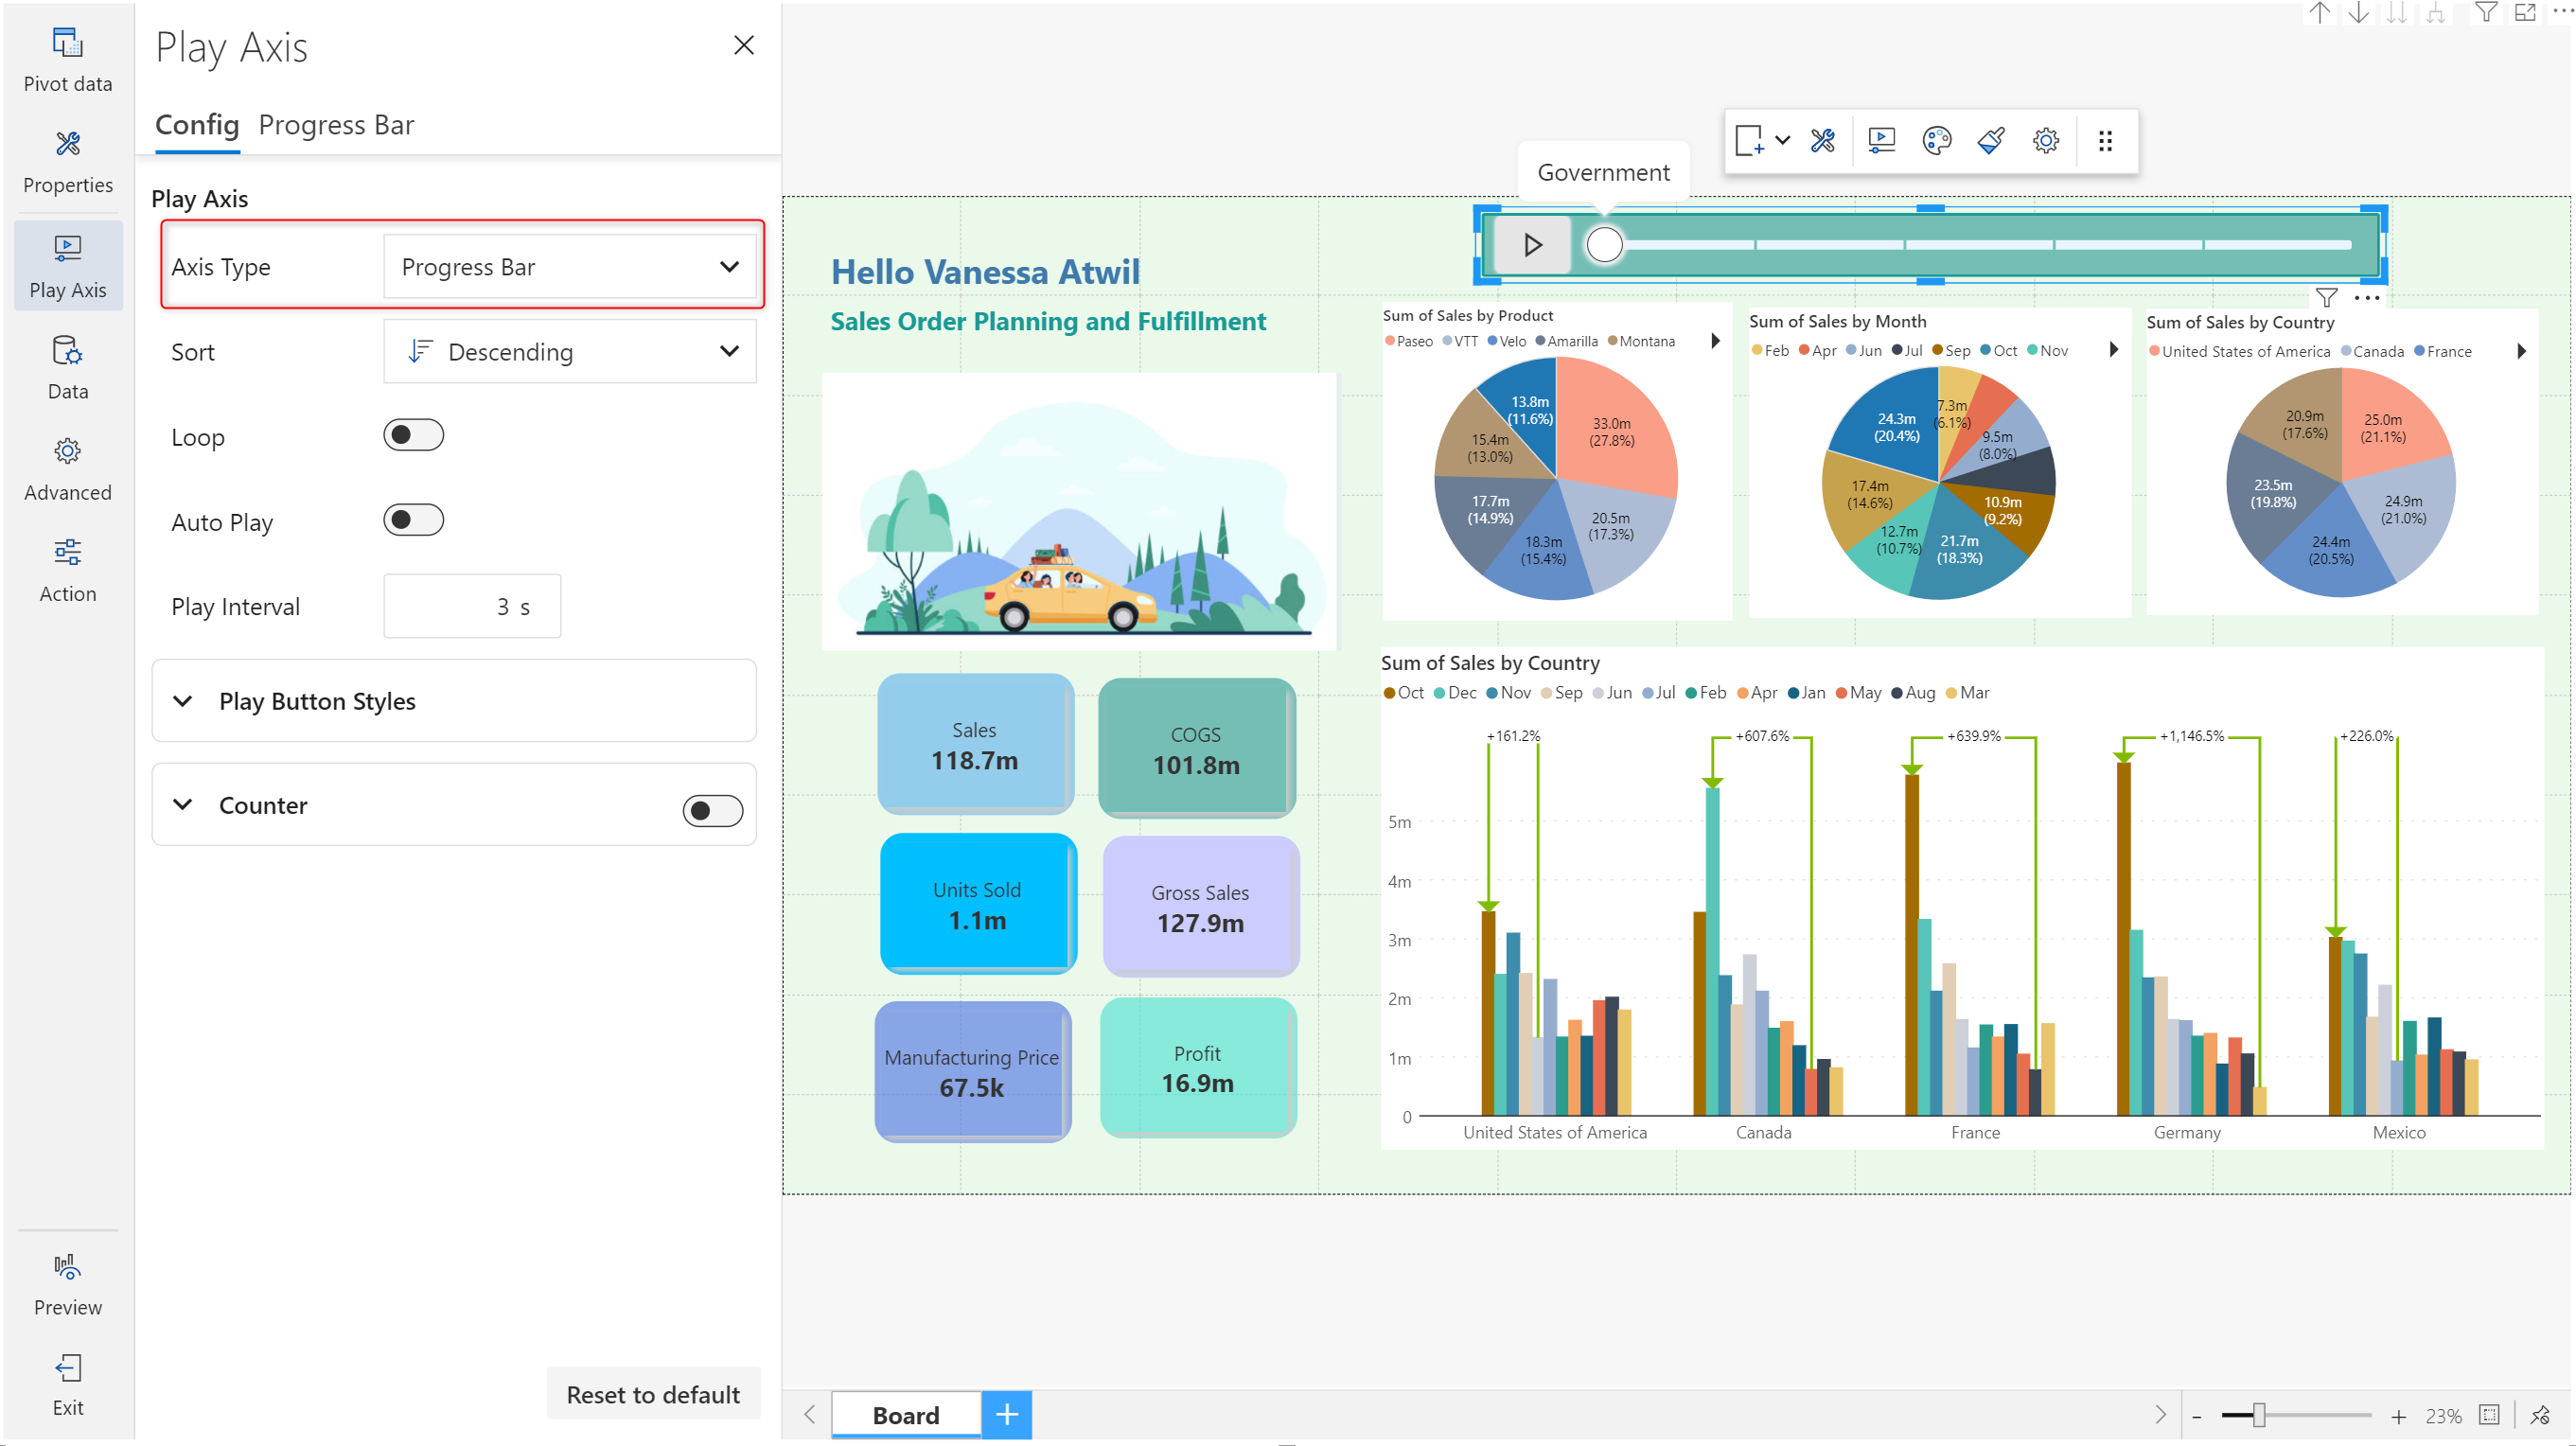 Pivot data
Properties
Play Axis
Data
Advanced
Action
Preview
Exit
Play Axis
Config Progress Bar
Play Axis
Axis Type Progress Bar
Sort Descending
Loop
Auto Play
Play Interval 3 s
Play Button Styles
Counter
Reset to default
Government
Hello Vanessa Atwil
Sales Order Planning and Fulfillment
Sales
118.7m
COGS
101.8m
Units Sold
1.1m
Gross Sales
127.9m
Manufacturing Price
67.5k
Profit
16.9m
Sum of Sales by Product
Paseo VTT Velo Amarilla Montana
13.8m
(11.6%)
33.0m
(27.8%)
15.4m
(13.0%)
17.7m
(14.9%)
20.5m
(17.3%)
18.3m
(15.4%)
Sum of Sales by Month
Feb Apr Jun Jul Sep Oct Nov
24.3m
(20.4%)
7.3m
(6.1%)
9.5m
(8.0%)
17.4m
(14.6%)
10.9m
(9.2%)
12.7m
(10.7%)
21.7m
(18.3%)
Sum of Sales by Country
United States of America Canada France
20.9m
(17.6%)
25.0m
(21.1%)
23.5m
(19.8%)
24.9m
(21.0%)
24.4m
(20.5%)
Sum of Sales by Country
Oct Dec Nov Sep Jun Jul Feb Apr Jan May Aug Mar
+161.2% +607.6% +639.9% +1,146.5% +226.0%
5m
4m
3m
2m
1m
0
United States of America Canada France Germany Mexico
Board
- + 23%